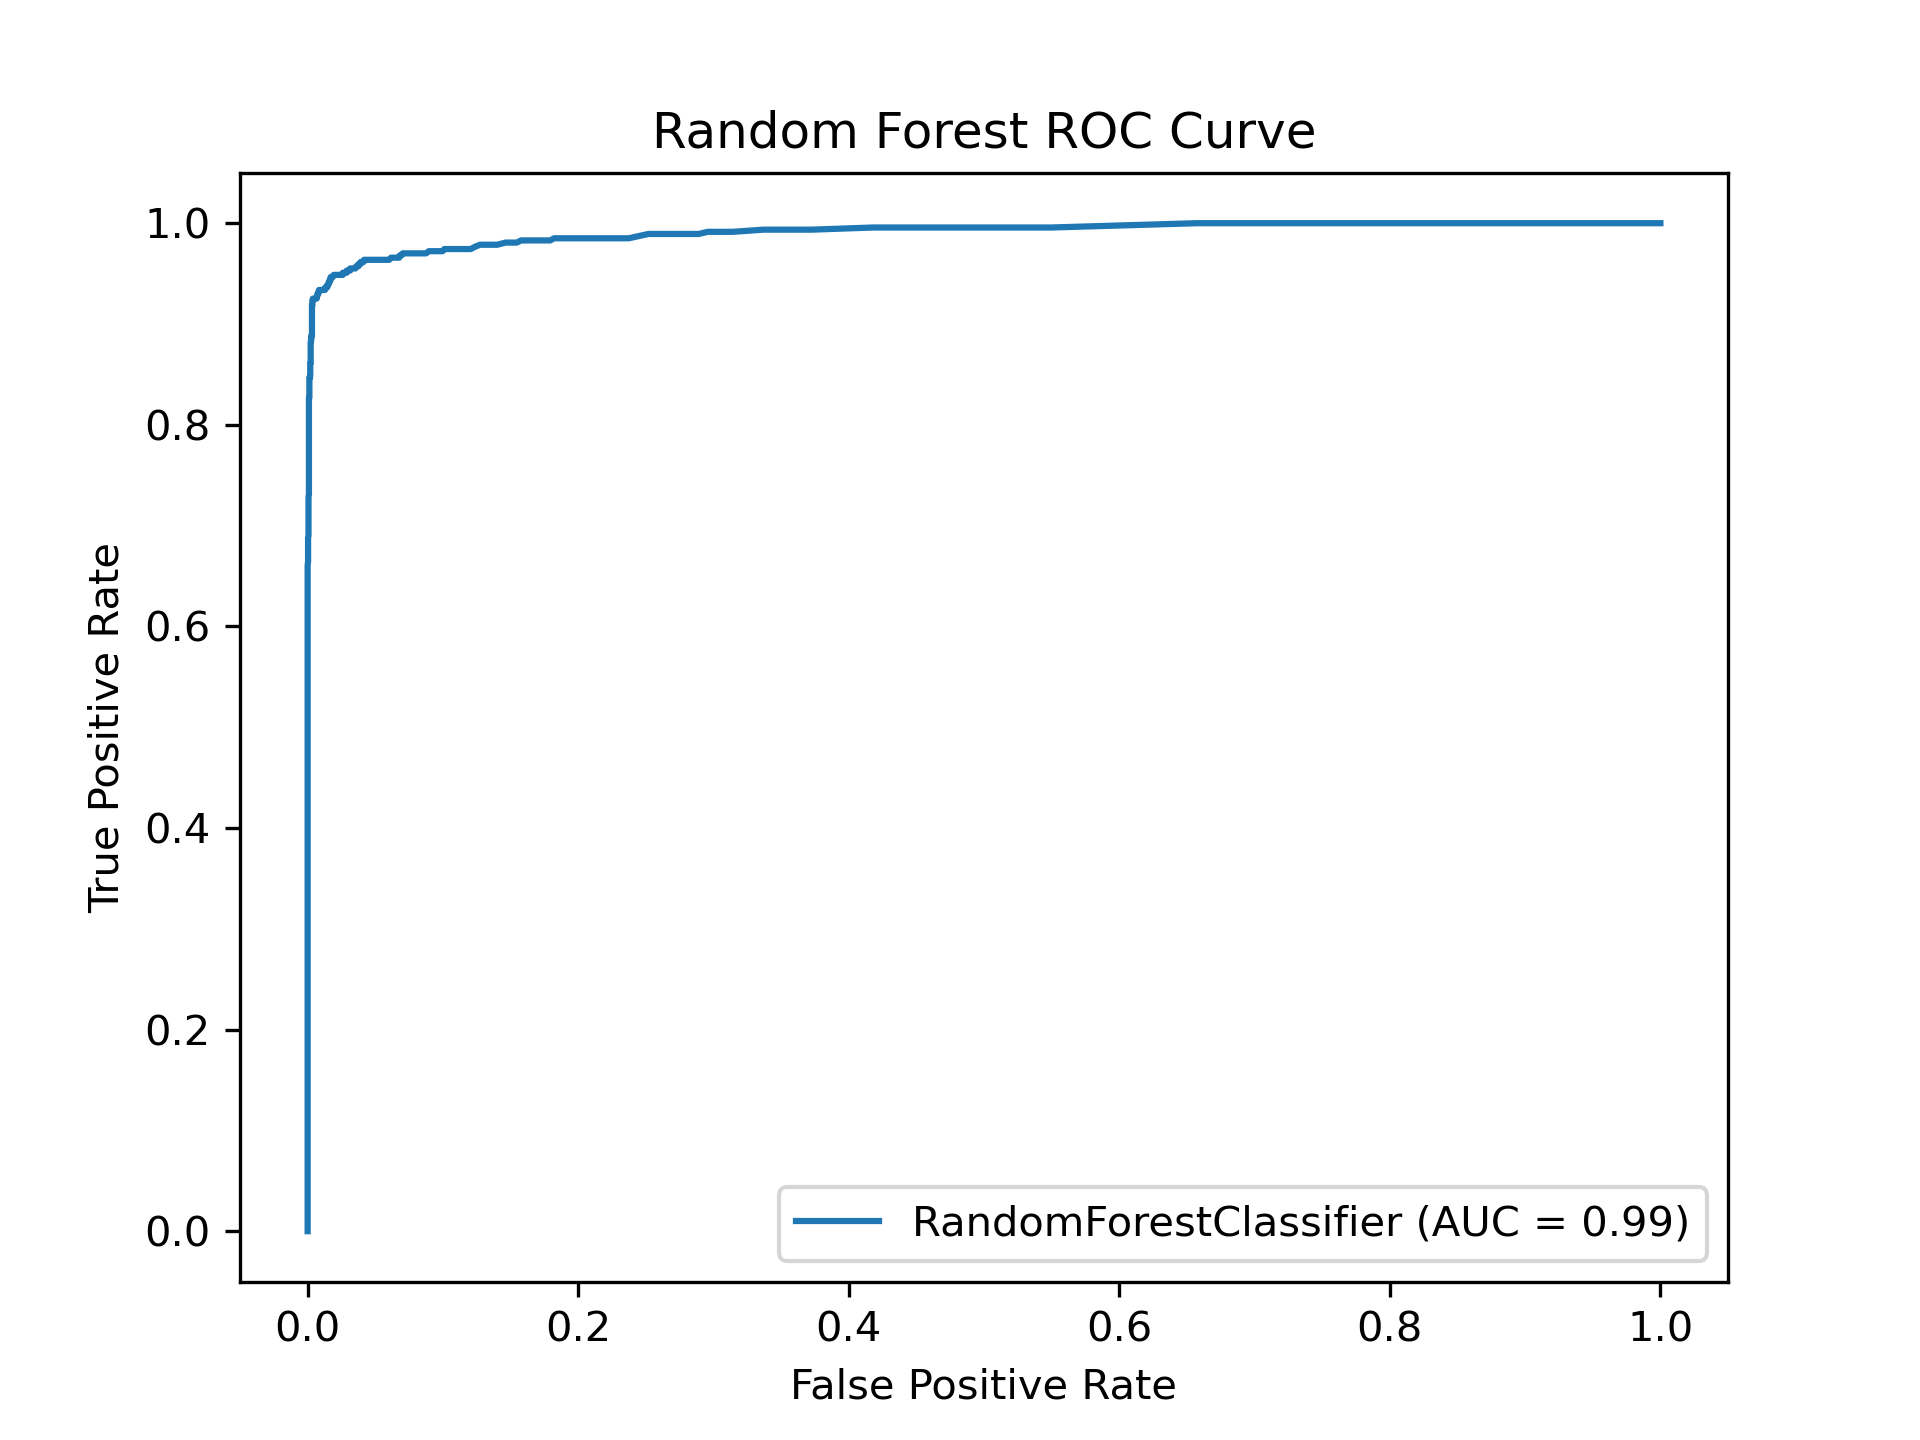 Random Forest ROC Curve
1.0
0.8
0.6
0.4
0.2
0.0
True Positive Rate
RandomForestClassifier (AUC = 0.99)
0.0 0.2 0.4 0.6 0.8 1.0
False Positive Rate